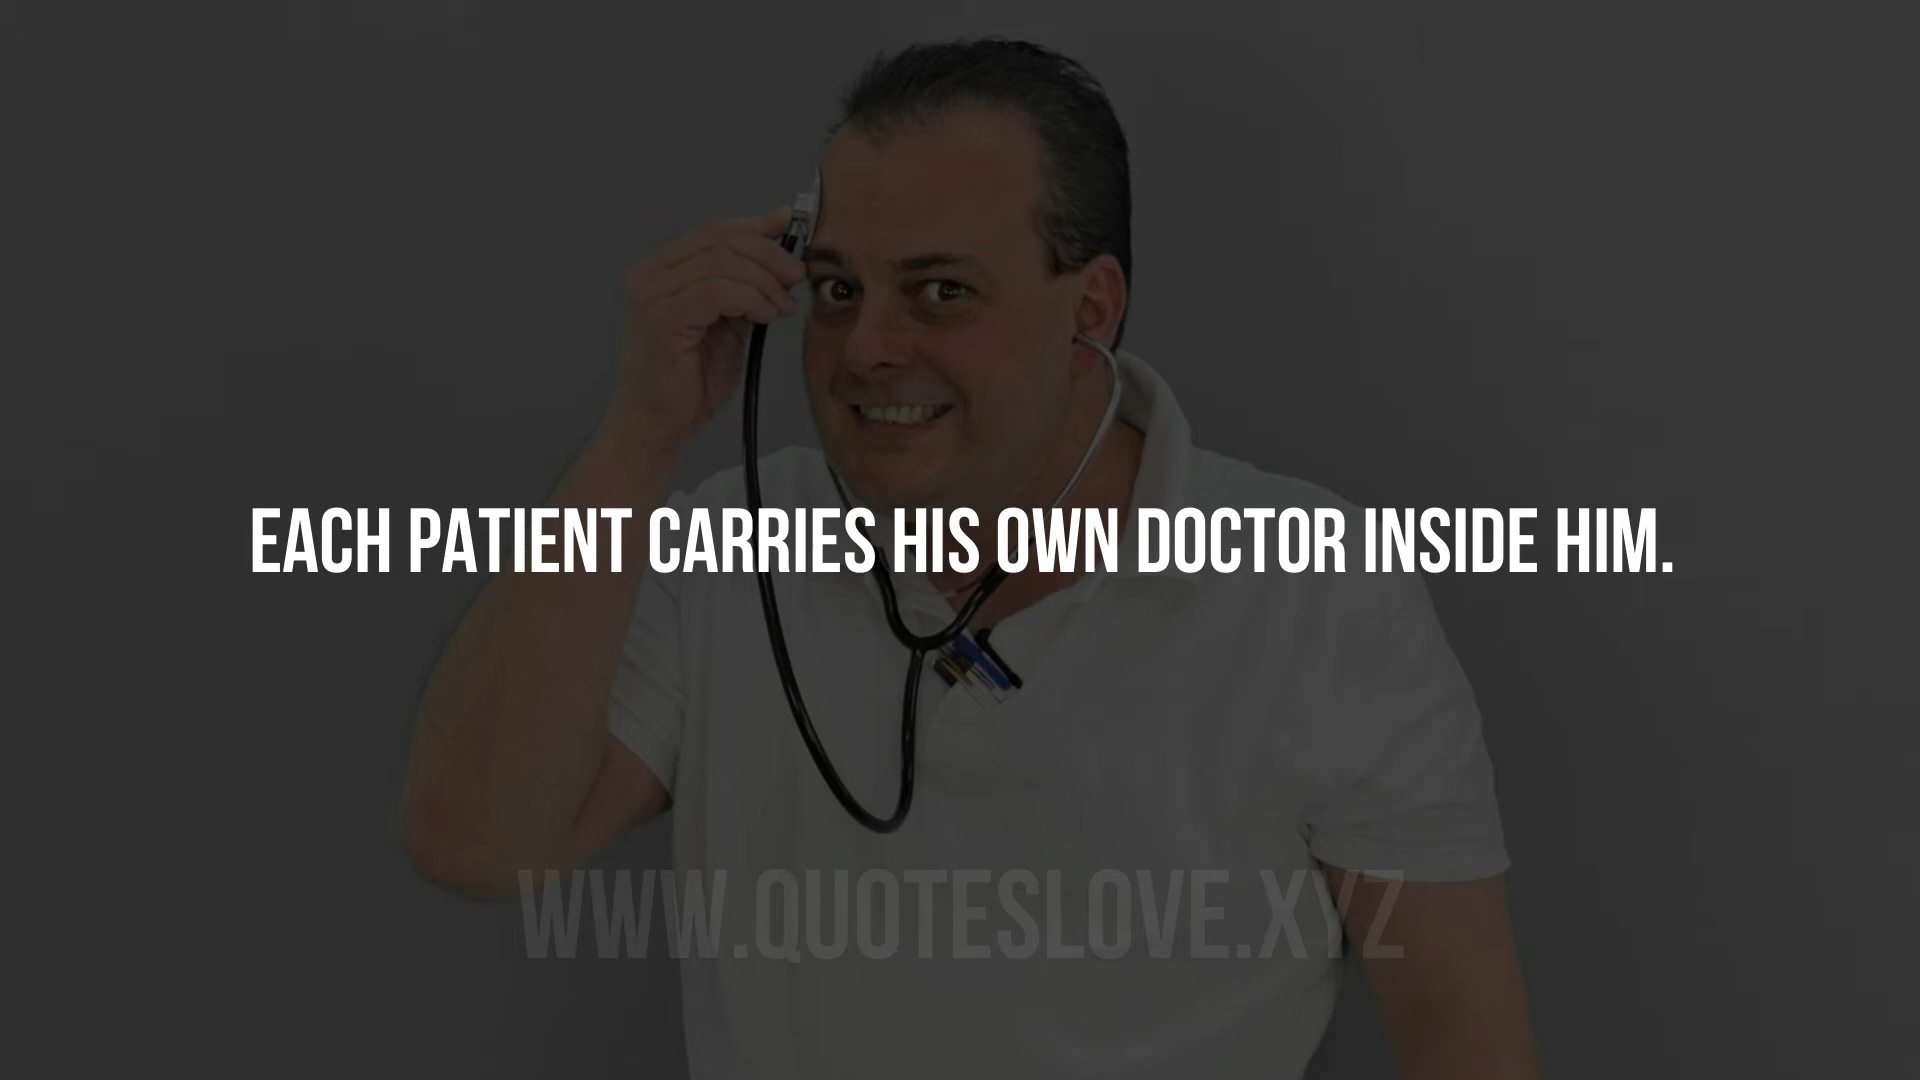 EACH PATIENT CARRIES HIS OWN DOCTOR INSIDE HIM.
WWW.QUOTESLOVE.XYZ